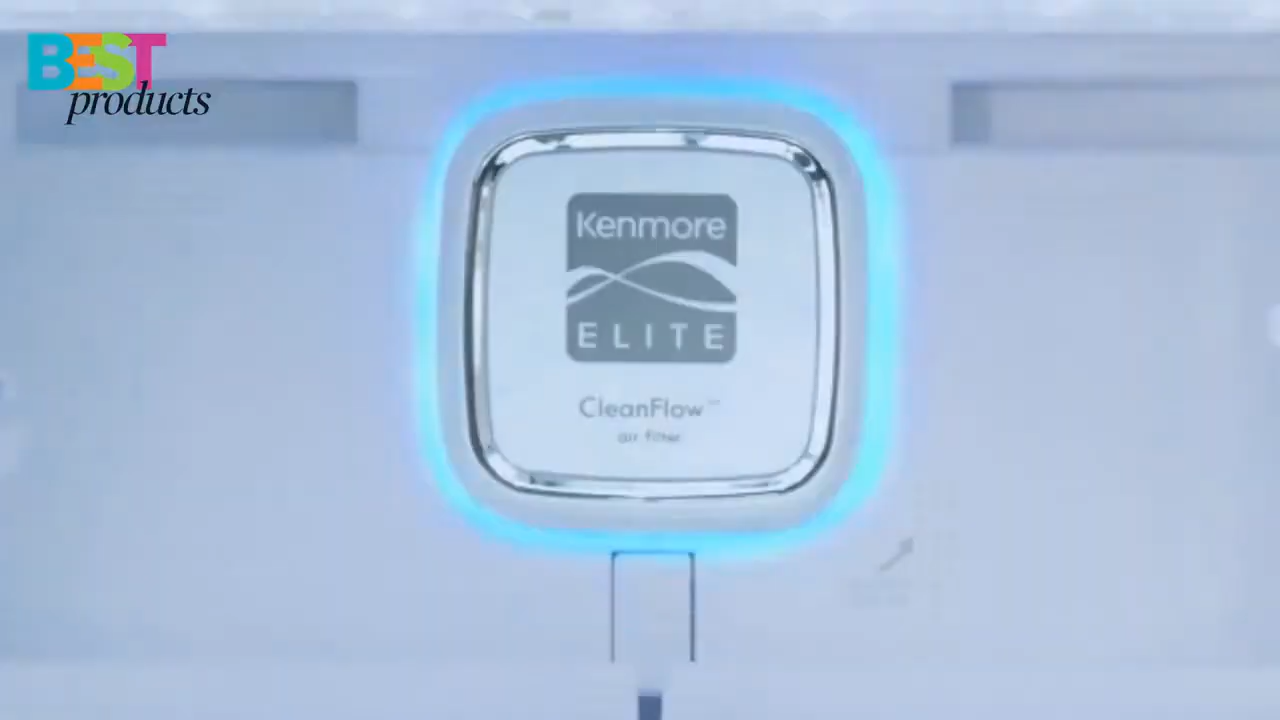 BEST
products
Kenmore
ELITE
CleanFlow™
air filter